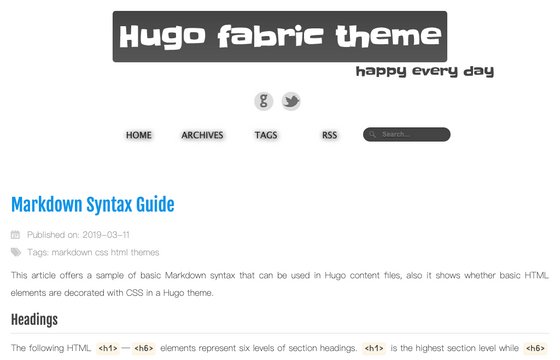 Hugo fabric theme
happy every day
HOME ARCHIVES TAGS RSS Search...
Markdown Syntax Guide
Published on: 2019-03-11
Tags: markdown css html themes
This article offers a sample of basic Markdown syntax that can be used in Hugo content files, also it shows whether basic HTML
elements are decorated with CSS in a Hugo theme.
Headings
The following HTML <h1> — <h6> elements represent six levels of section headings. <h1> is the highest section level while <h6>